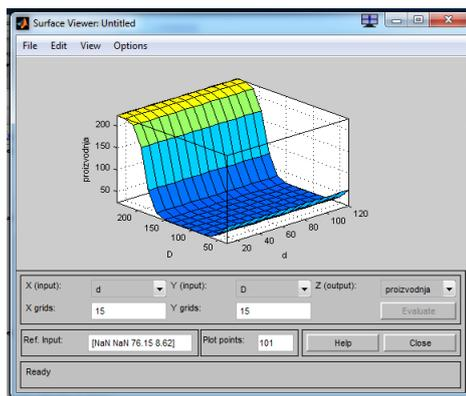 Surface Viewer: Untitled
File Edit View Options
200
150
100
50
proizvodnja
200 150 100 50
D
20 40 60 80 100 120
d
X (input): d Y (input): D Z (output): proizvodnja
X grids: 15 Y grids: 15 Evaluate
Ref. Input: [NaN NaN 76.15 8.62] Plot points: 101 Help Close
Ready